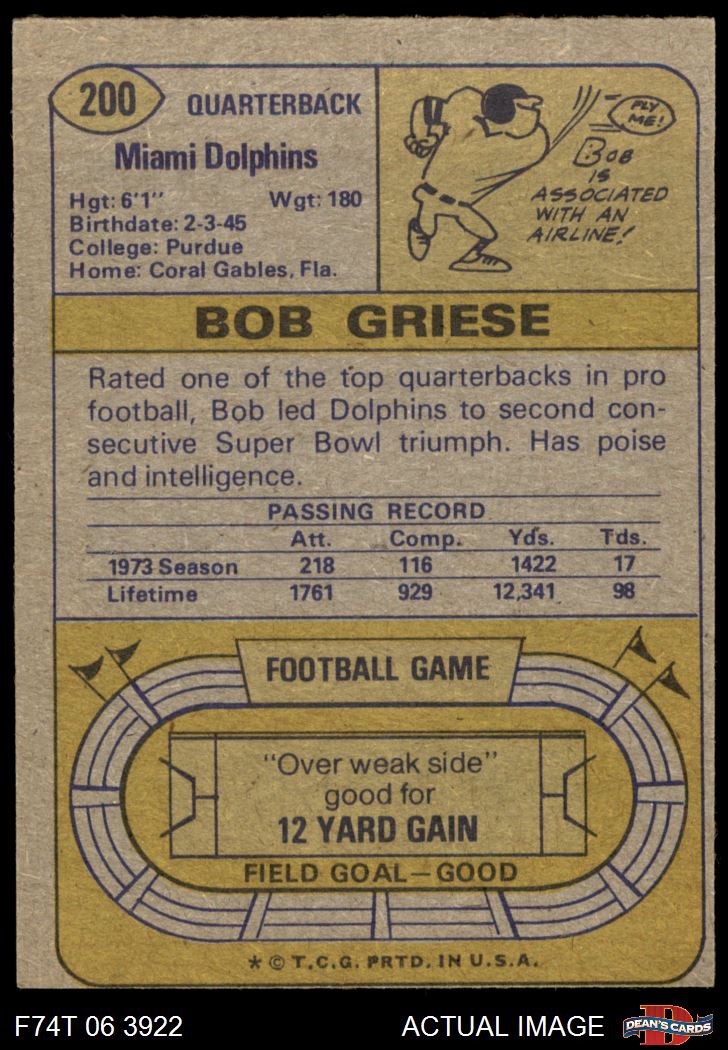 200 QUARTERBACK
Miami Dolphins
Hgt: 6'1" Wgt: 180
Birthdate: 2-3-45
College: Purdue
Home: Coral Gables, Fla.
FLY
ME!
BOB
IS
ASSOCIATED
WITH AN
AIRLINE!
BOB GRIESE
Rated one of the top quarterbacks in pro
football, Bob led Dolphins to second con-
secutive Super Bowl triumph. Has poise
and intelligence.
PASSING RECORD
Att. Comp. Yds. Tds.
1973 Season 218 116 1422 17
Lifetime 1761 929 12,341 98
FOOTBALL GAME
"Over weak side"
good for
12 YARD GAIN
FIELD GOAL—GOOD
* © T.C.G. PRTD. IN U.S.A.
F74T 06 3922 ACTUAL IMAGE D DEAN'S CARDS